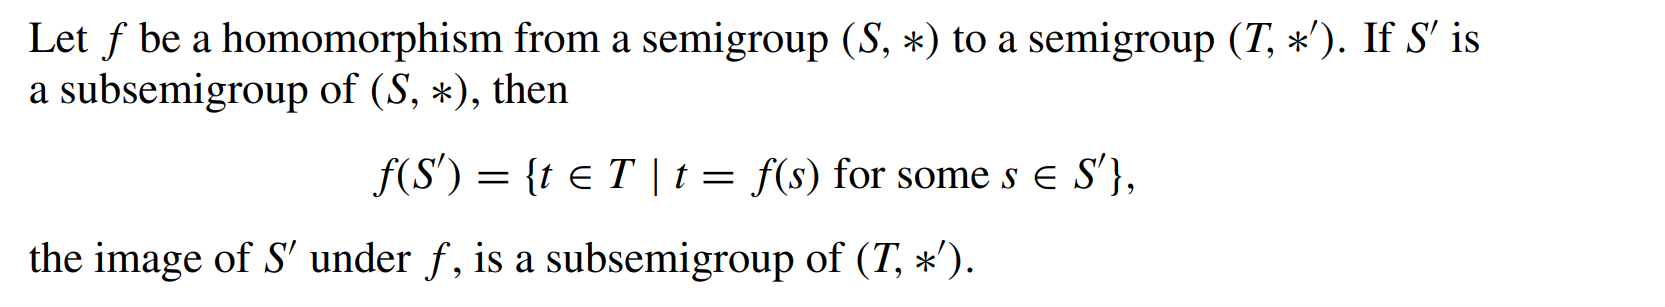 Let f be a homomorphism from a semigroup (S, ∗) to a semigroup (T, ∗′). If S′ is
a subsemigroup of (S, ∗), then
f(S′) = {t ∈ T | t = f(s) for some s ∈ S′},
the image of S′ under f, is a subsemigroup of (T, ∗′).